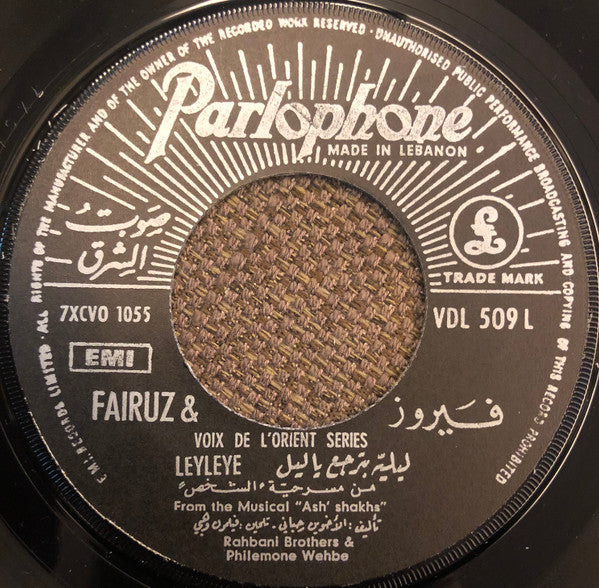 E.M.I. RECORDS LIMITED · ALL RIGHTS OF THE MANUFACTURER AND OF THE OWNER OF THE RECORDED WORK RESERVED · UNAUTHORISED PUBLIC PERFORMANCE BROADCASTING AND COPYING OF THIS RECORD PROHIBITED
Parlophone
MADE IN LEBANON
صوت
الشرق
£
TRADE MARK
7XCVO 1055
VDL 509 L
EMI
FAIRUZ &
فيروز
VOIX DE L'ORIENT SERIES
LEYLEYE ليلية بترجع يا ليل
من مسرحية "الشخص"
From the Musical "Ash' shakhs"
تأليف: الأخوين رحباني - تلحين: فيلمون وهبي
Rahbani Brothers &
Philemone Wehbe